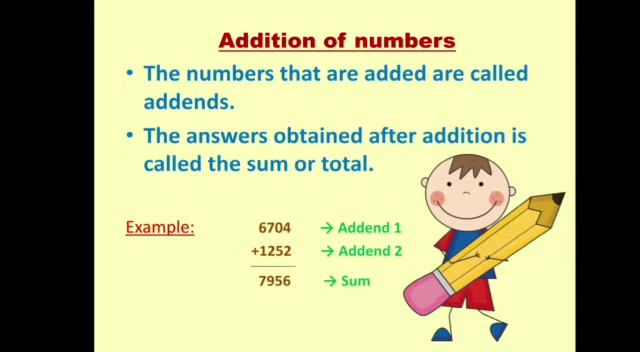 Addition of numbers
• The numbers that are added are called
addends.
• The answers obtained after addition is
called the sum or total.
Example: 6704 → Addend 1
+1252 → Addend 2
7956 → Sum